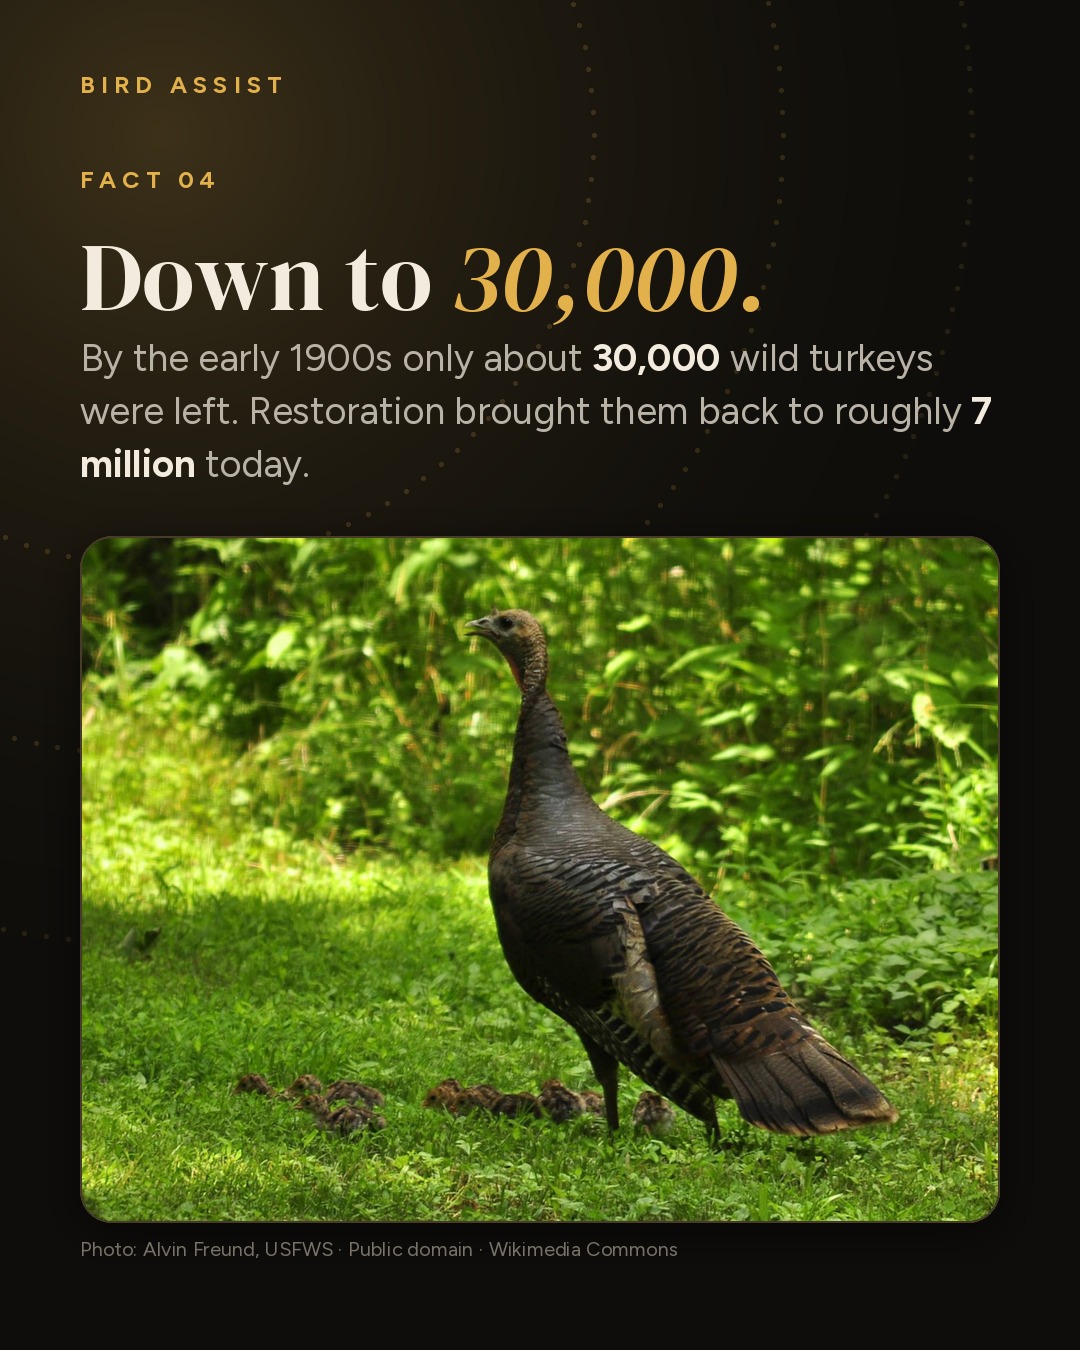 BIRD ASSIST
FACT 04
Down to 30,000.
By the early 1900s only about 30,000 wild turkeys
were left. Restoration brought them back to roughly 7
million today.
Photo: Alvin Freund, USFWS · Public domain · Wikimedia Commons